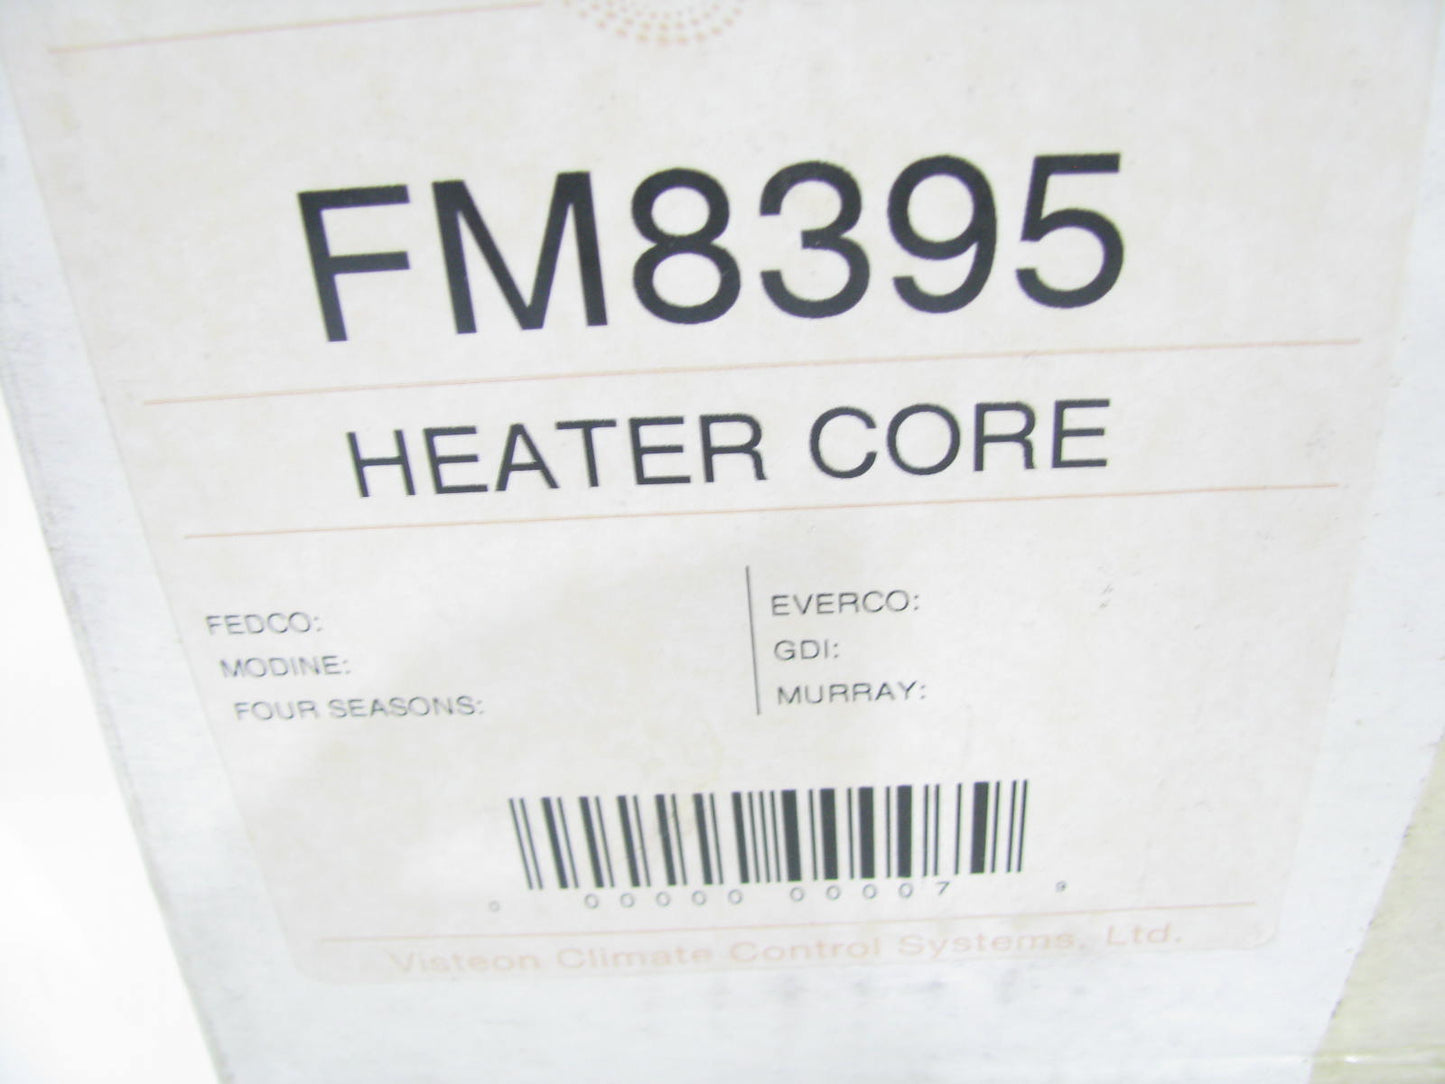 FM8395
HEATER CORE
FEDCO:
MODINE:
FOUR SEASONS:
EVERCO:
GDI:
MURRAY:
0 00000 00007 9
Visteon Climate Control Systems, Ltd.